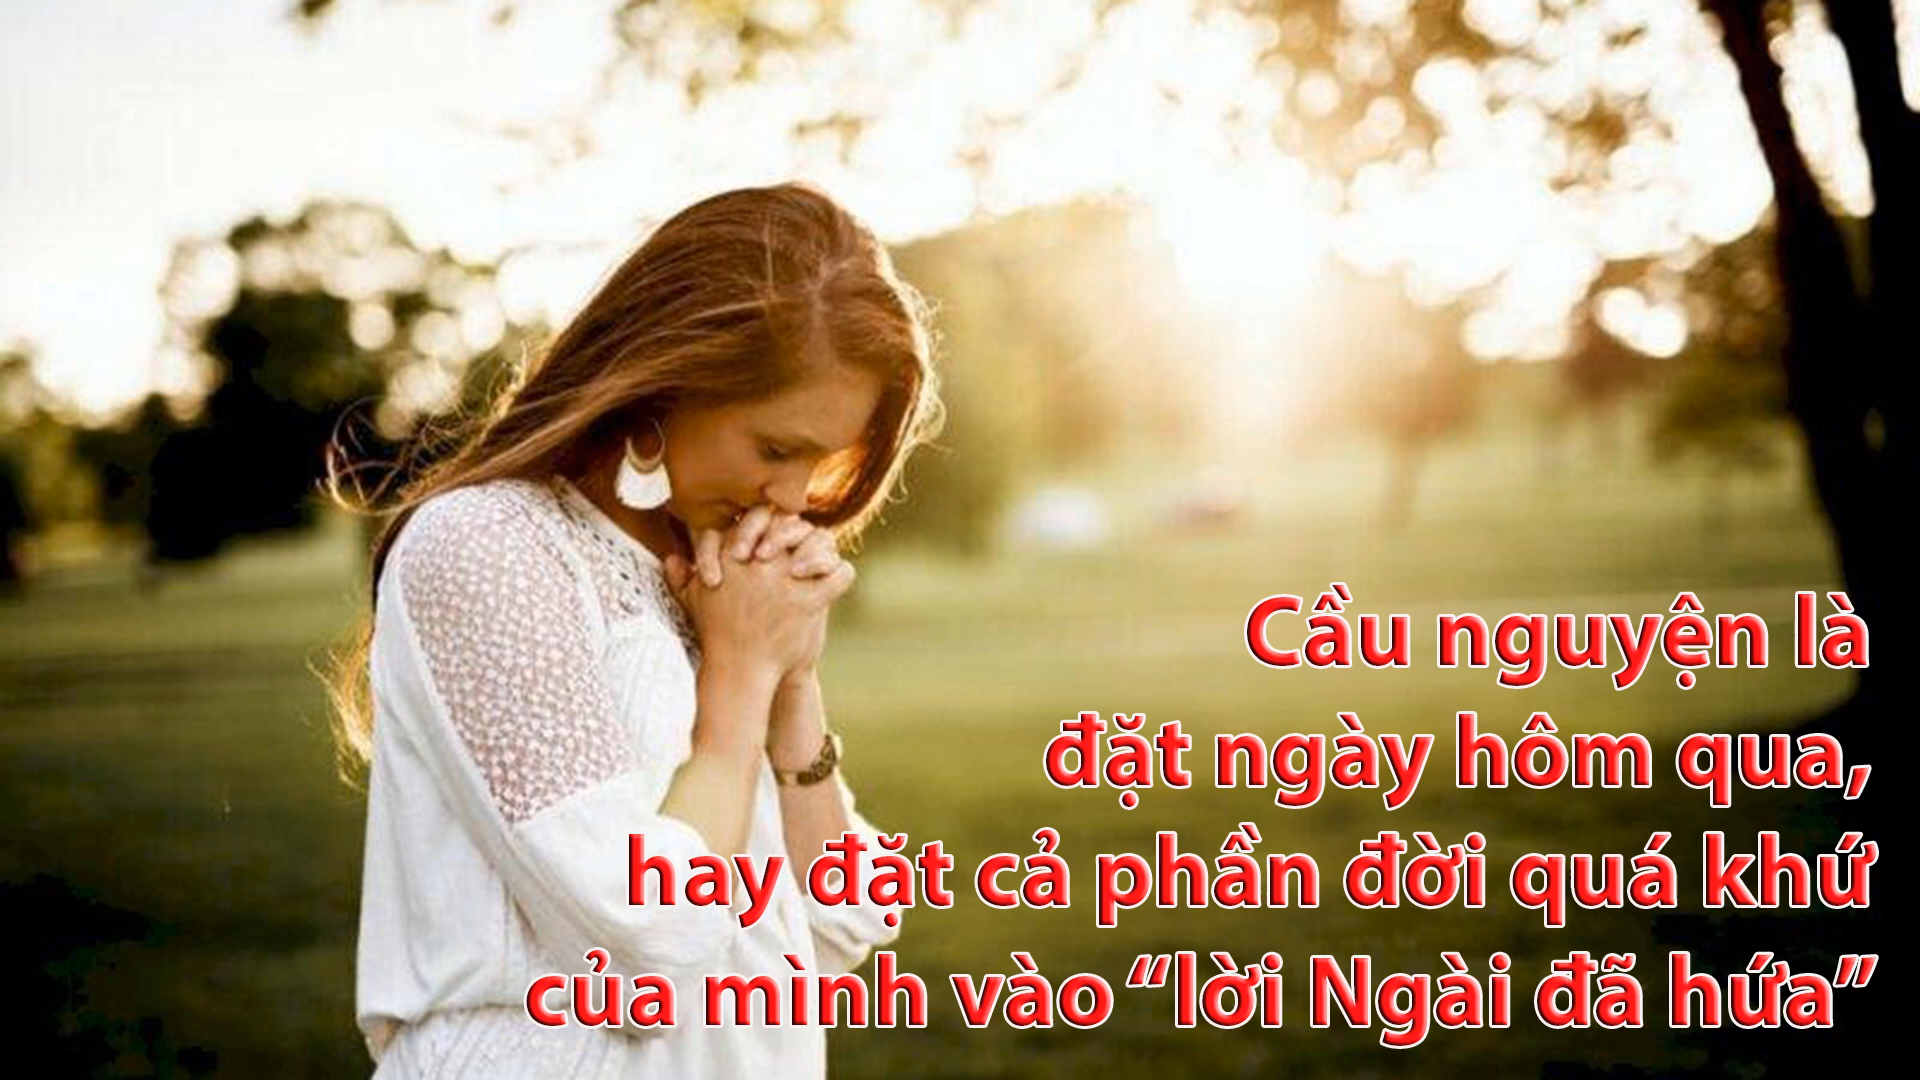 Cầu nguyện là
đặt ngày hôm qua,
hay đặt cả phần đời quá khứ
của mình vào “lời Ngài đã hứa”